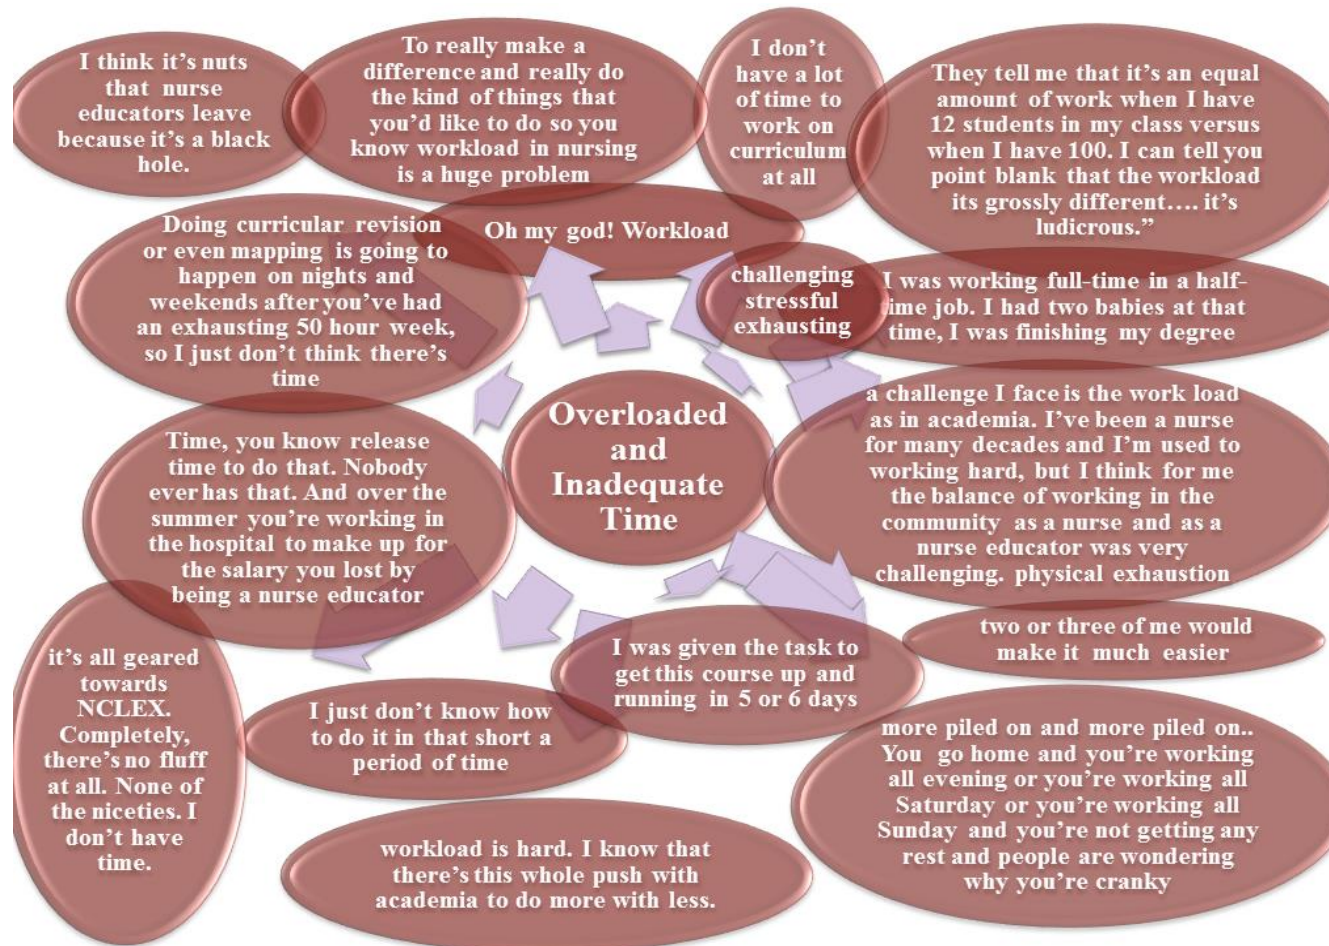 I think it's nuts
that nurse
educators leave
because it's a black
hole.
To really make a
difference and really do
the kind of things that
you'd like to do so you
know workload in nursing
is a huge problem
I don't
have a lot
of time to
work on
curriculum
at all
They tell me that it's an equal
amount of work when I have
12 students in my class versus
when I have 100. I can tell you
point blank that the workload
its grossly different…. it's
ludicrous.”
Doing curricular revision
or even mapping is going to
happen on nights and
weekends after you've had
an exhausting 50 hour week,
so I just don't think there's
time
Oh my god! Workload
challenging
stressful
exhausting
I was working full-time in a half-
time job. I had two babies at that
time, I was finishing my degree
Overloaded
and
Inadequate
Time
a challenge I face is the work load
as in academia. I've been a nurse
for many decades and I'm used to
working hard, but I think for me
the balance of working in the
community as a nurse and as a
nurse educator was very
challenging. physical exhaustion
Time, you know release
time to do that. Nobody
ever has that. And over the
summer you're working in
the hospital to make up for
the salary you lost by
being a nurse educator
two or three of me would
make it much easier
I was given the task to
get this course up and
running in 5 or 6 days
it's all geared
towards
NCLEX.
Completely,
there's no fluff
at all. None of
the niceties. I
don't have
time.
I just don't know how
to do it in that short a
period of time
more piled on and more piled on..
You go home and you're working
all evening or you're working all
Saturday or you're working all
Sunday and you're not getting any
rest and people are wondering
why you're cranky
workload is hard. I know that
there's this whole push with
academia to do more with less.